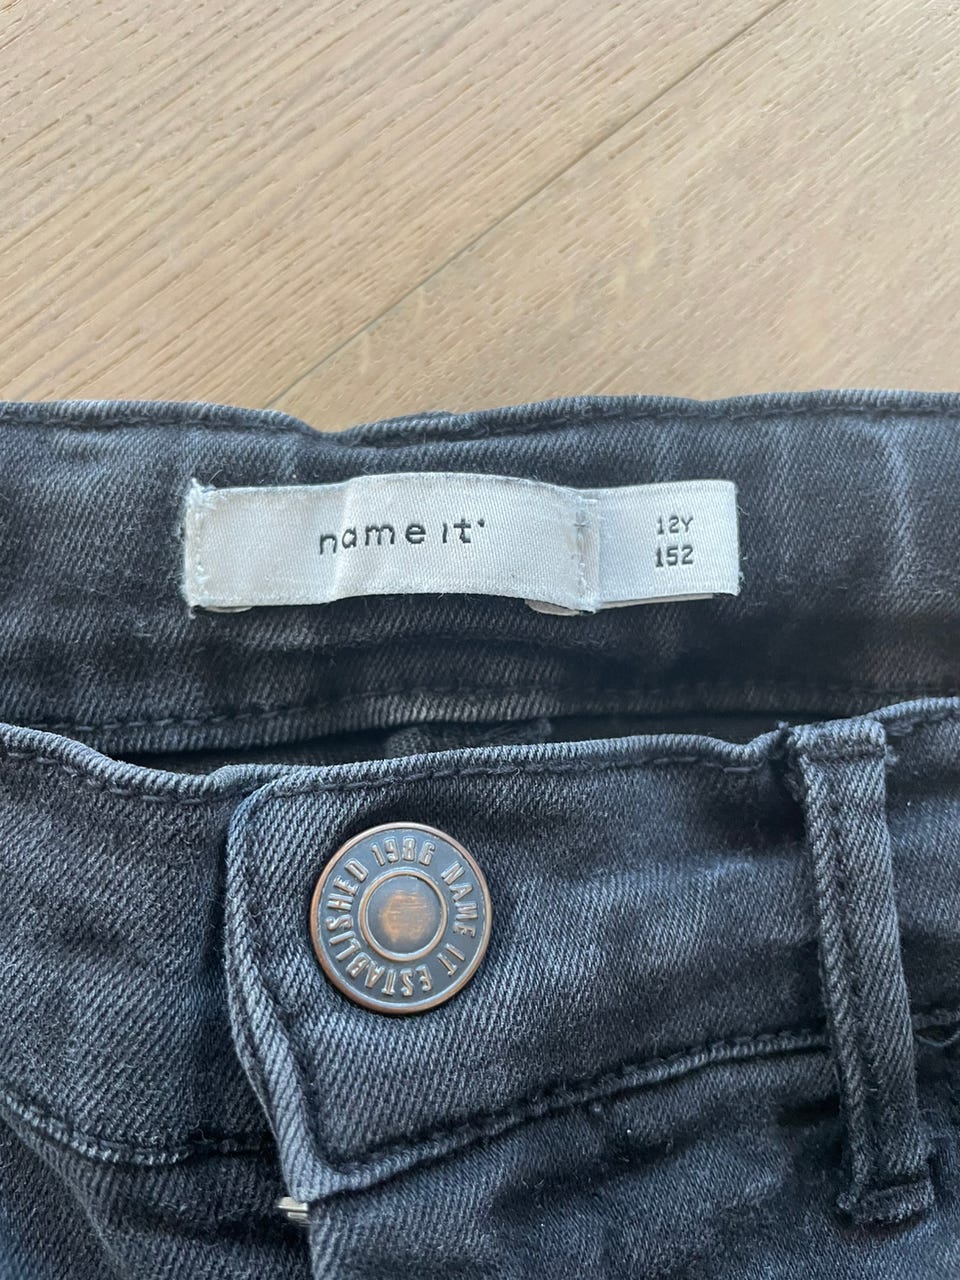 name it
12Y
152
NAME IT ESTABLISHED 1986